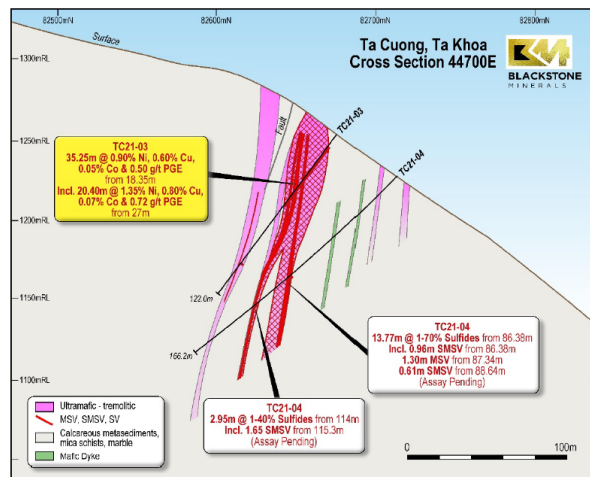 82500mN
82600mN
82700mN
82800mN
Surface
1300mRL
1250mRL
1200mRL
1150mRL
1100mRL
Ta Cuong, Ta Khoa
Cross Section 44700E
BLACKSTONE
MINERALS
Fault
TC21-03
TC21-04
TC21-03
35.25m @ 0.90% Ni, 0.60% Cu,
0.05% Co & 0.50 g/t PGE
from 18.35m
Incl. 20.40m @ 1.35% Ni, 0.80% Cu,
0.07% Co & 0.72 g/t PGE
from 27m
122.0m
166.2m
TC21-04
13.77m @ 1-70% Sulfides from 86.38m
Incl. 0.96m SMSV from 86.38m
1.30m MSV from 87.34m
0.61m SMSV from 88.64m
(Assay Pending)
TC21-04
2.95m @ 1-40% Sulfides from 114m
Incl. 1.65 SMSV from 115.3m
(Assay Pending)
Ultramafic - tremolitic
MSV, SMSV, SV
Calcareous metasediments,
mica schists, marble
Mafic Dyke
0
100m